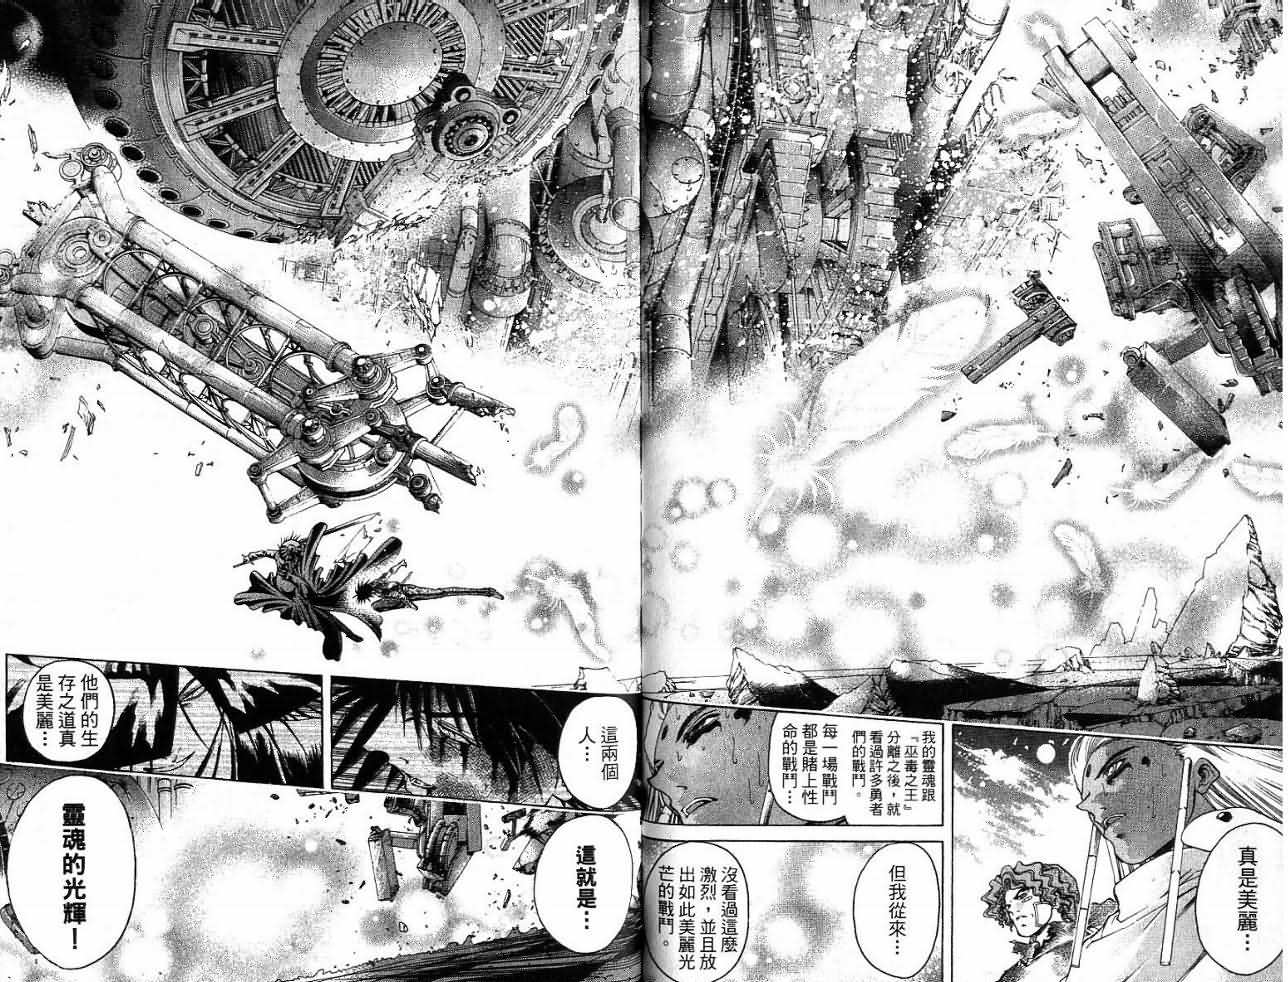 真是美麗…
我的靈魂跟
『巫毒之王』
分離之後，就
看過許多勇者
們的戰鬥。
每一場戰鬥
都是賭上性
命的戰鬥…
但我從來…
沒看過這麼
激烈，並且放
出如此美麗光
芒的戰鬥。
這兩個
人…
他們的生
存之道真
是美麗…
這就是…
靈魂的光輝！